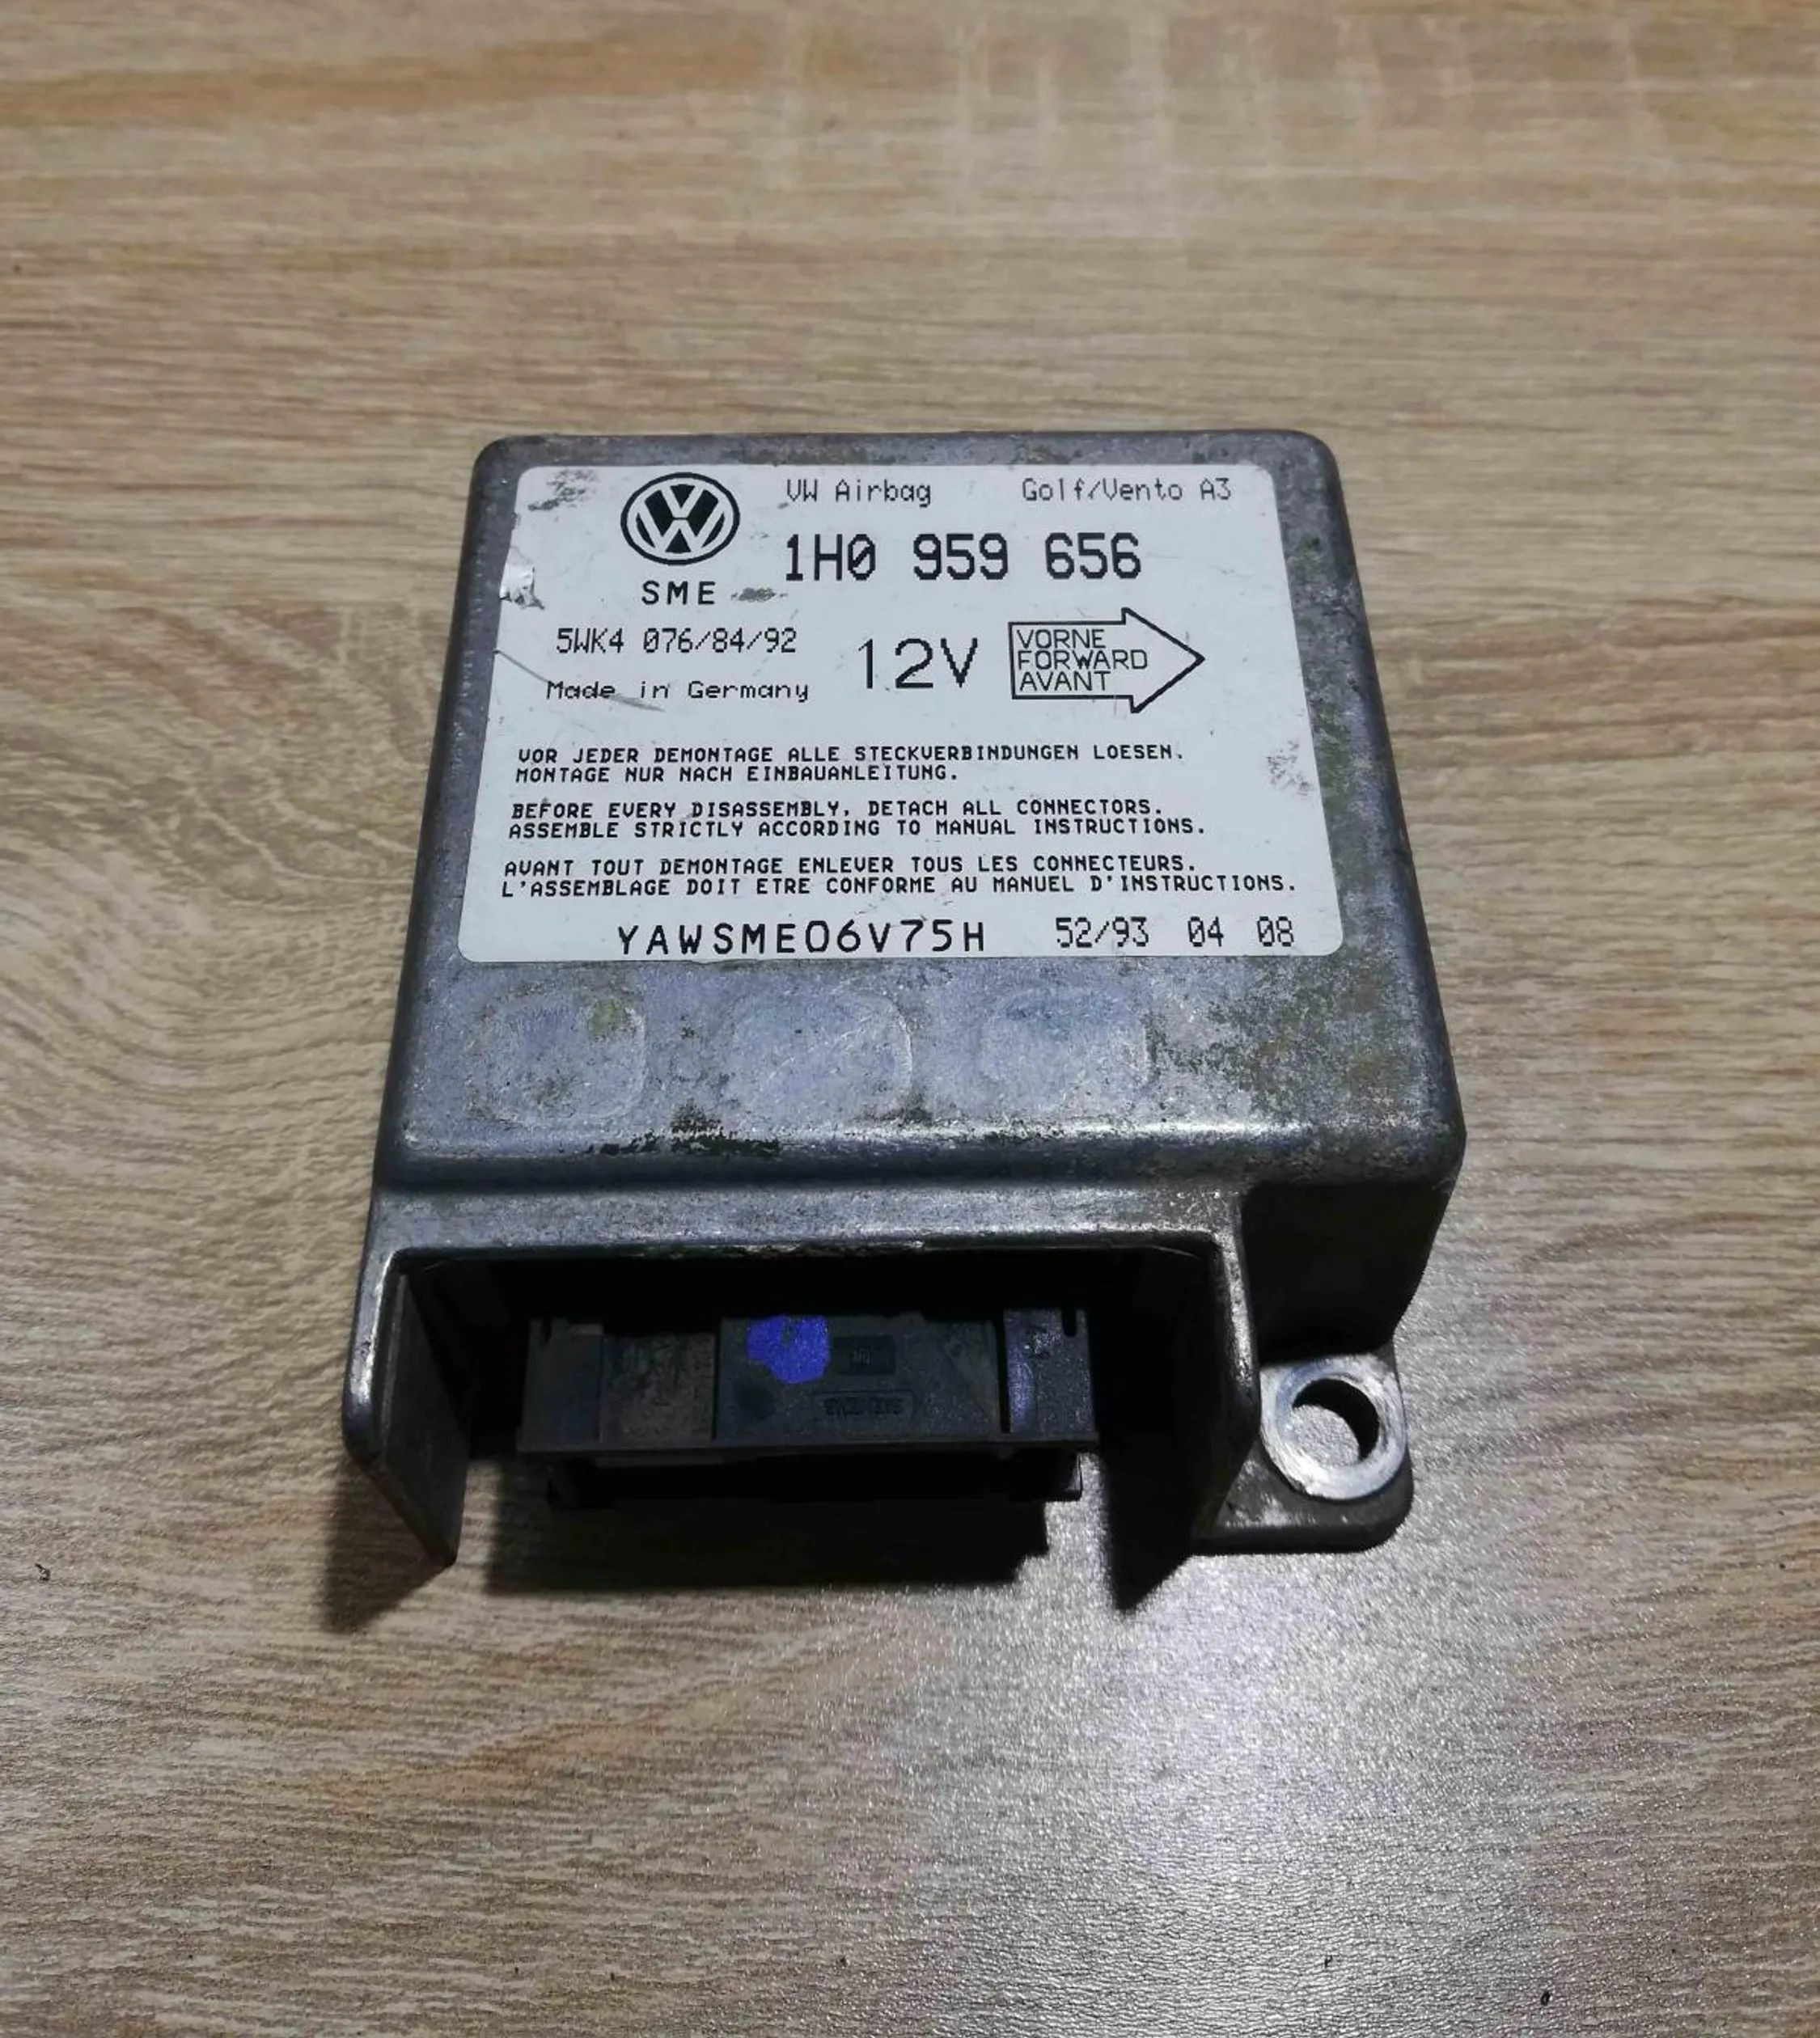 VW Airbag Golf/Vento A3
1H0 959 656
SME
5WK4 076/84/92
12V
VORNE
FORWARD
AVANT
Made in Germany
VOR JEDER DEMONTAGE ALLE STECKVERBINDUNGEN LOESEN.
MONTAGE NUR NACH EINBAUANLEITUNG.
BEFORE EVERY DISASSEMBLY, DETACH ALL CONNECTORS.
ASSEMBLE STRICTLY ACCORDING TO MANUAL INSTRUCTIONS.
AVANT TOUT DEMONTAGE ENLEVER TOUS LES CONNECTEURS.
L'ASSEMBLAGE DOIT ETRE CONFORME AU MANUEL D'INSTRUCTIONS.
YAWSME06V75H 52/93 04 08